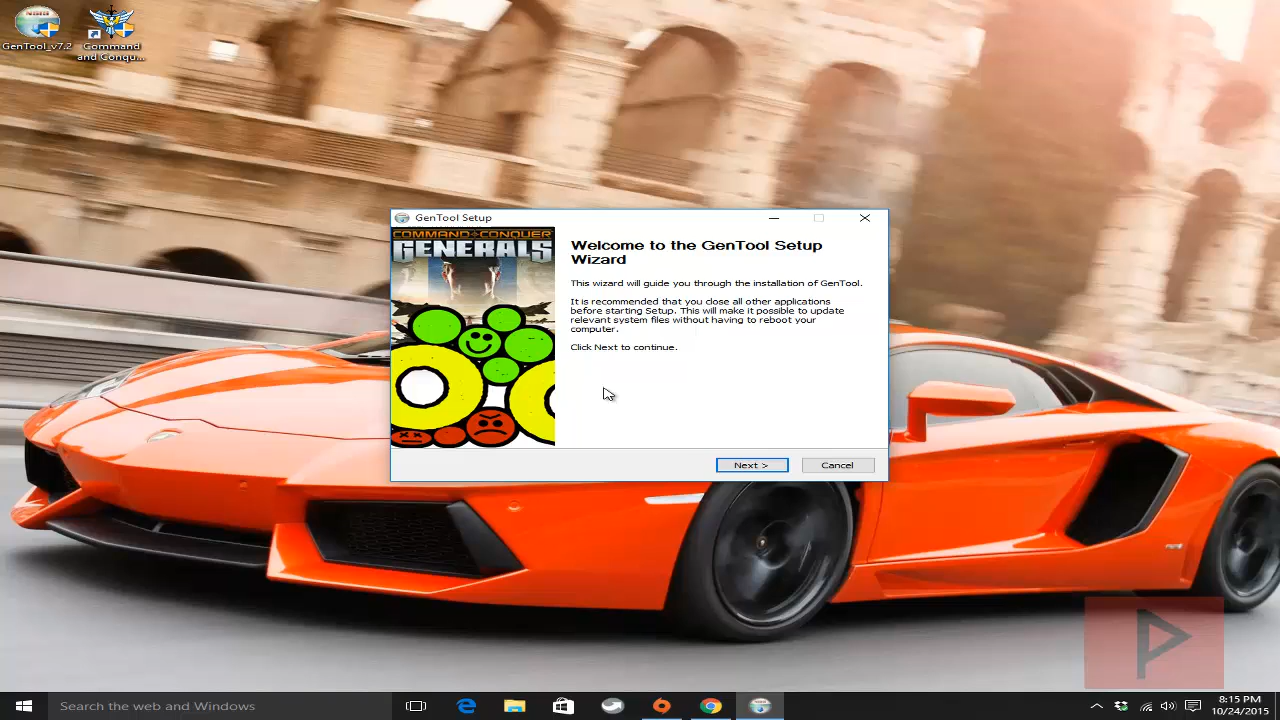 NSIS
GenTool_v7.2
Command
and Conqu...
GenTool Setup
COMMAND & CONQUER
GENERALS
Welcome to the GenTool Setup
Wizard
This wizard will guide you through the installation of GenTool.
It is recommended that you close all other applications
before starting Setup. This will make it possible to update
relevant system files without having to reboot your
computer.
Click Next to continue.
Next >
Cancel
P
Search the web and Windows
8:15 PM
10/24/2015